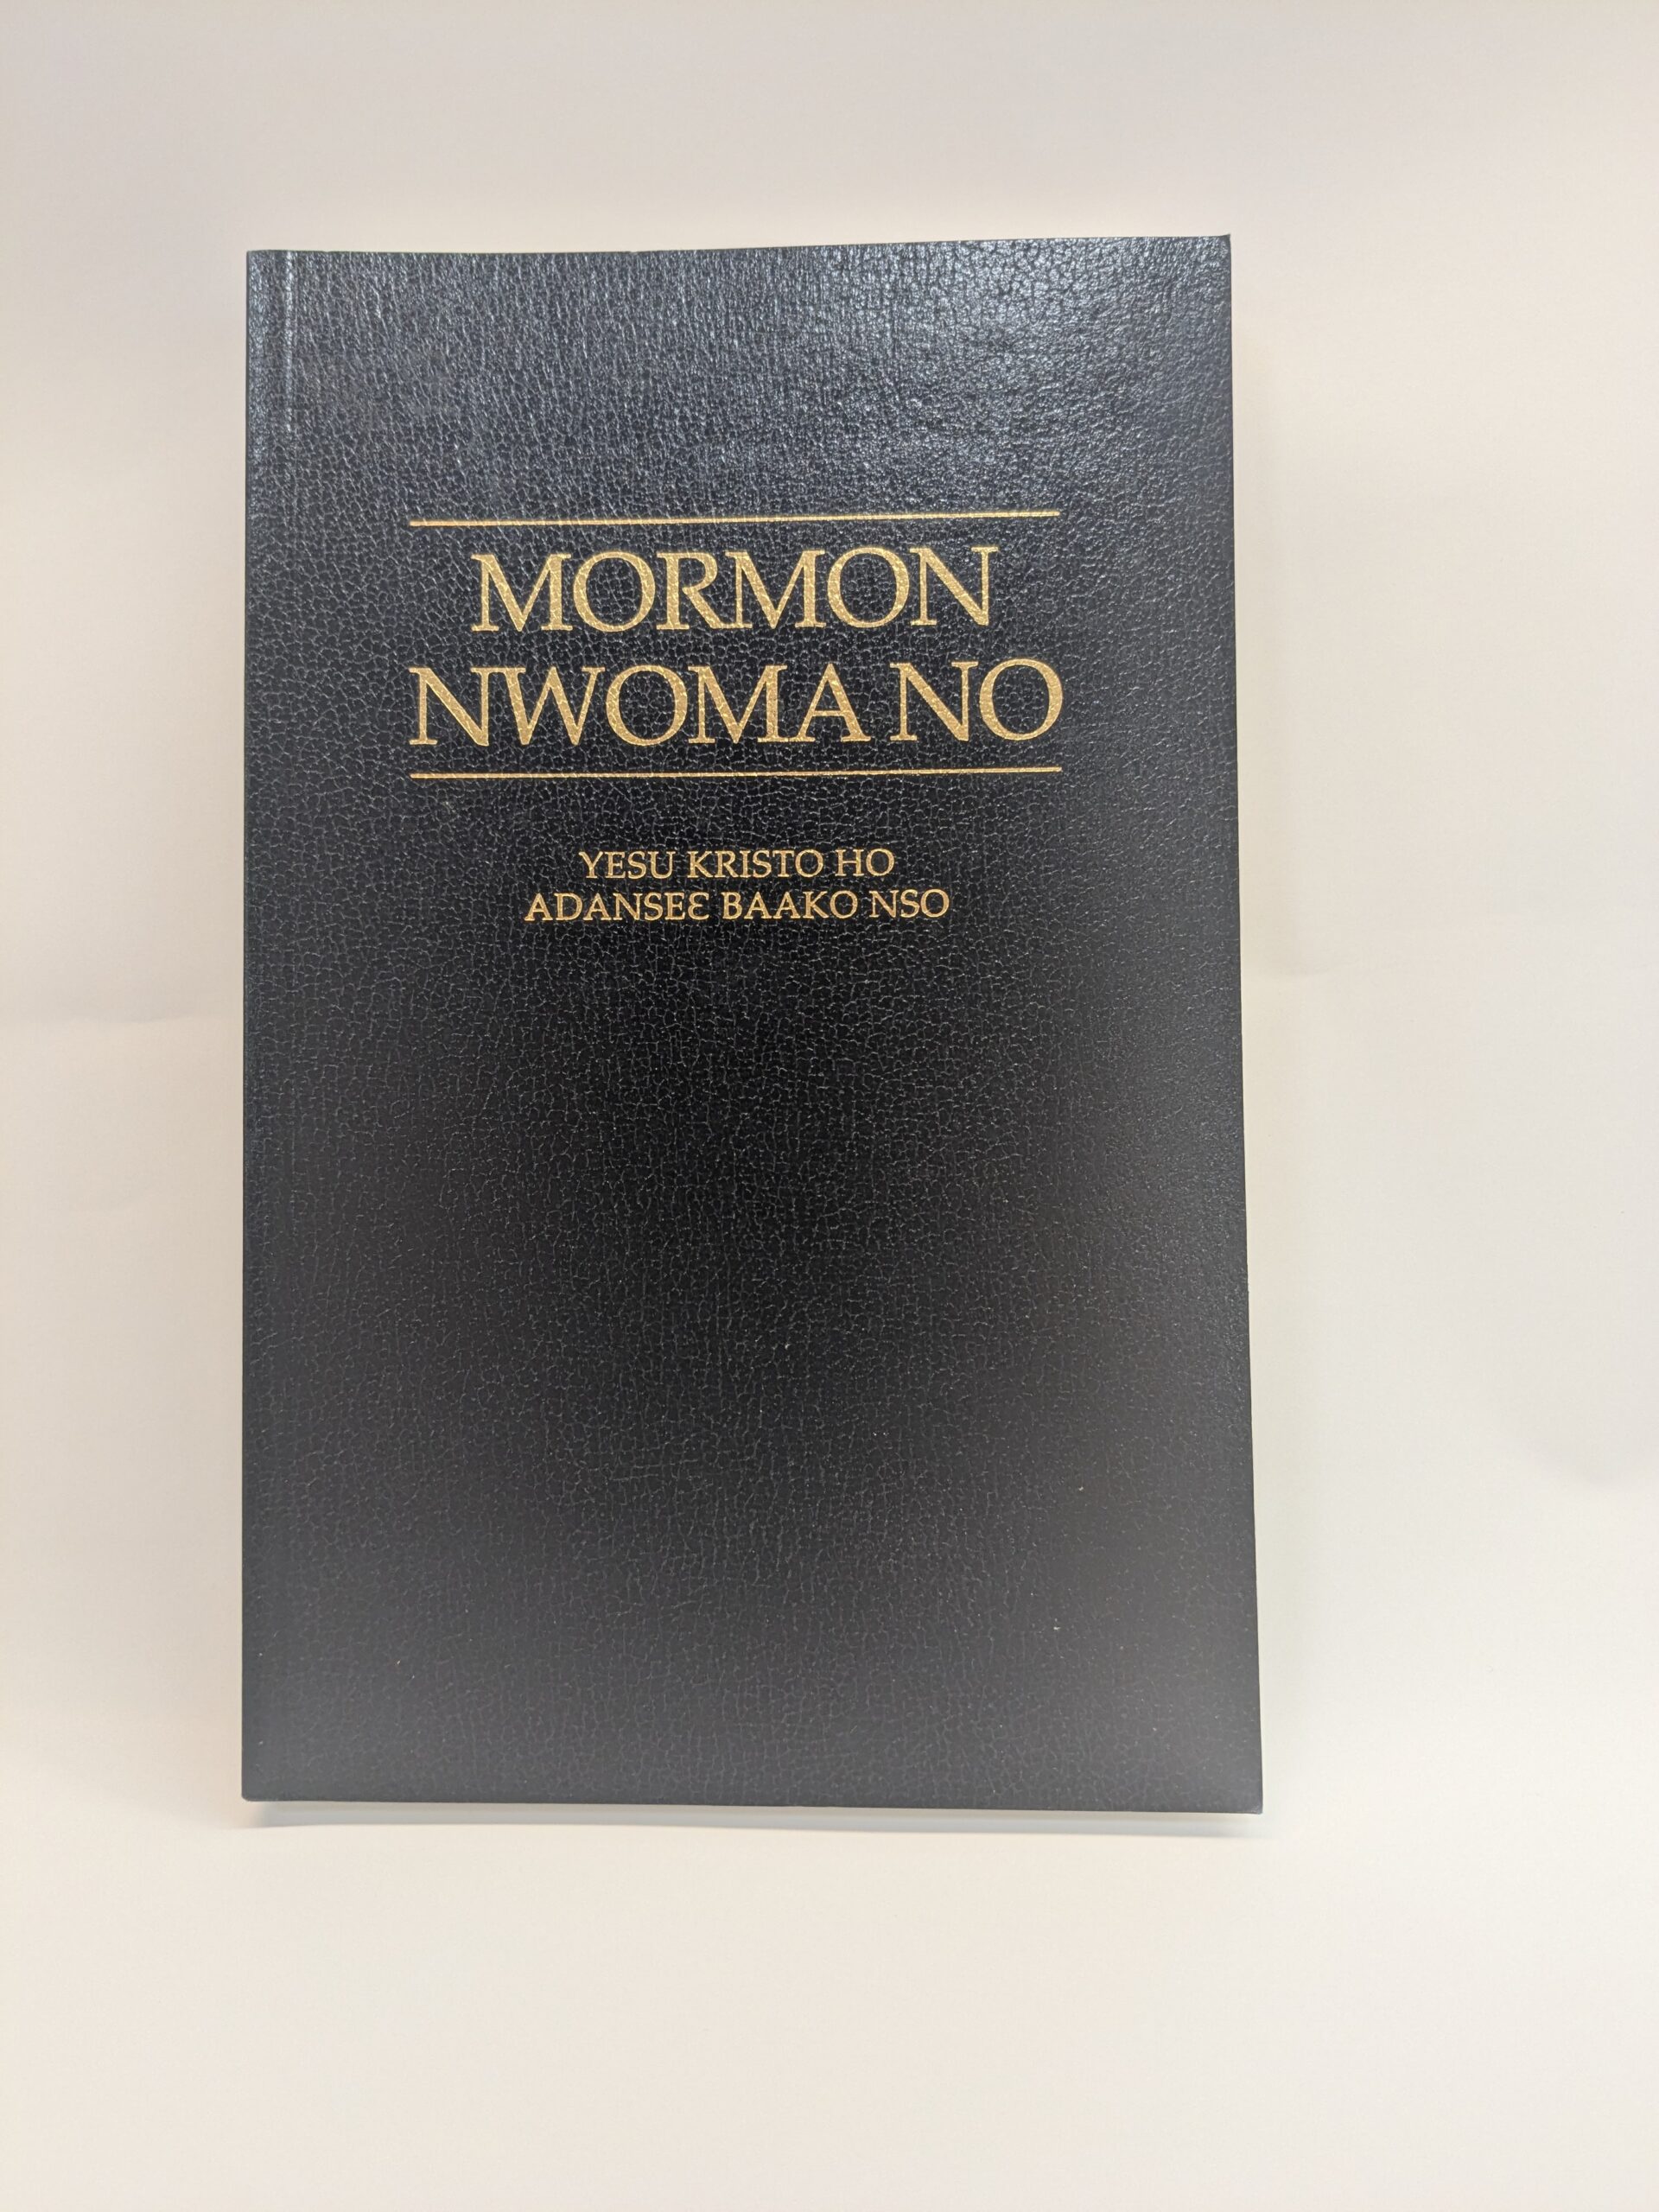 MORMON
NWOMA NO
YESU KRISTO HO
ADANSEƐ BAAKO NSO